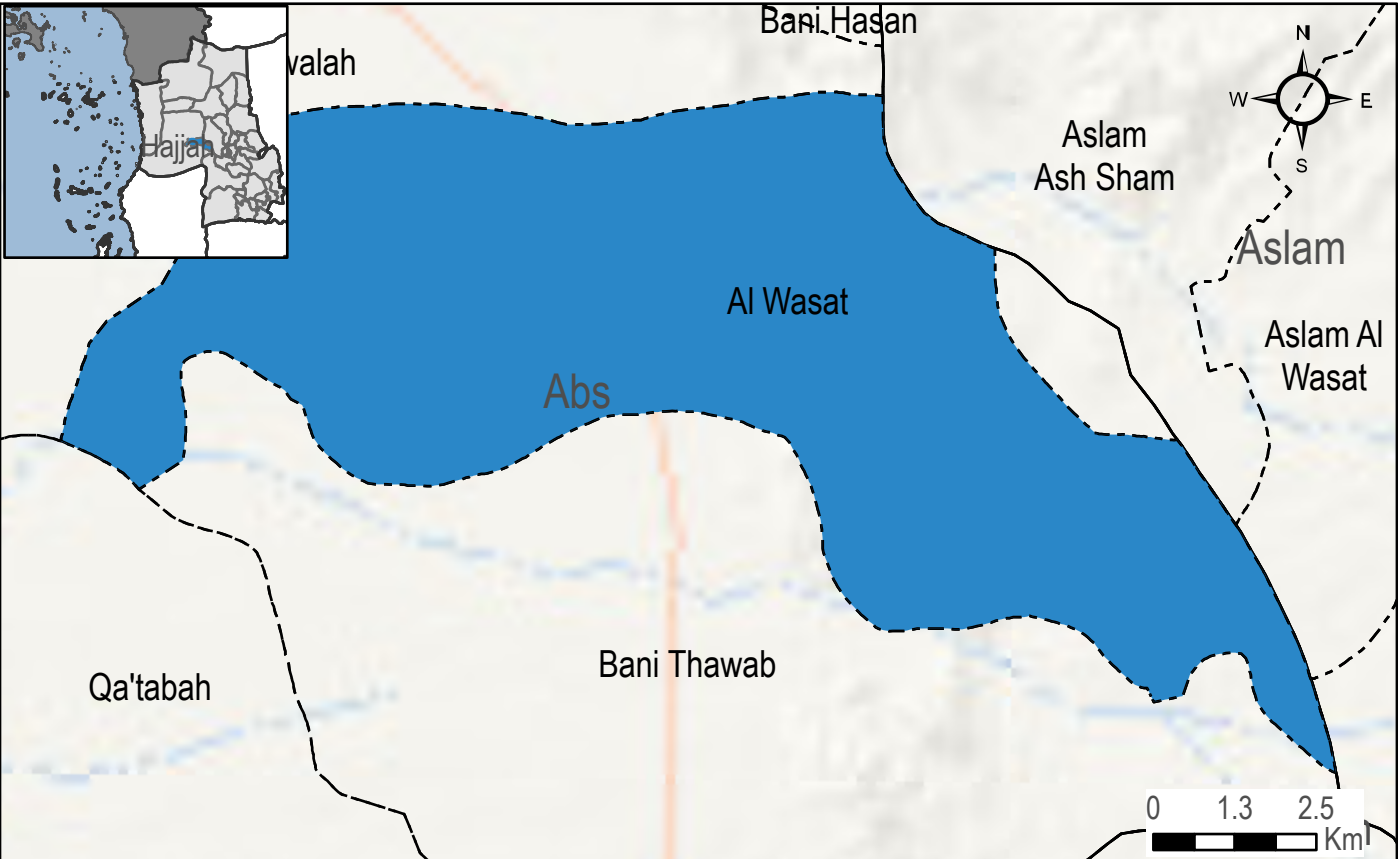 Bani Hasan
walah
N
W
E
S
Aslam
Ash Sham
Hajjah
Aslam
Al Wasat
Aslam Al
Wasat
Abs
Bani Thawab
Qa'tabah
0 1.3 2.5
Km